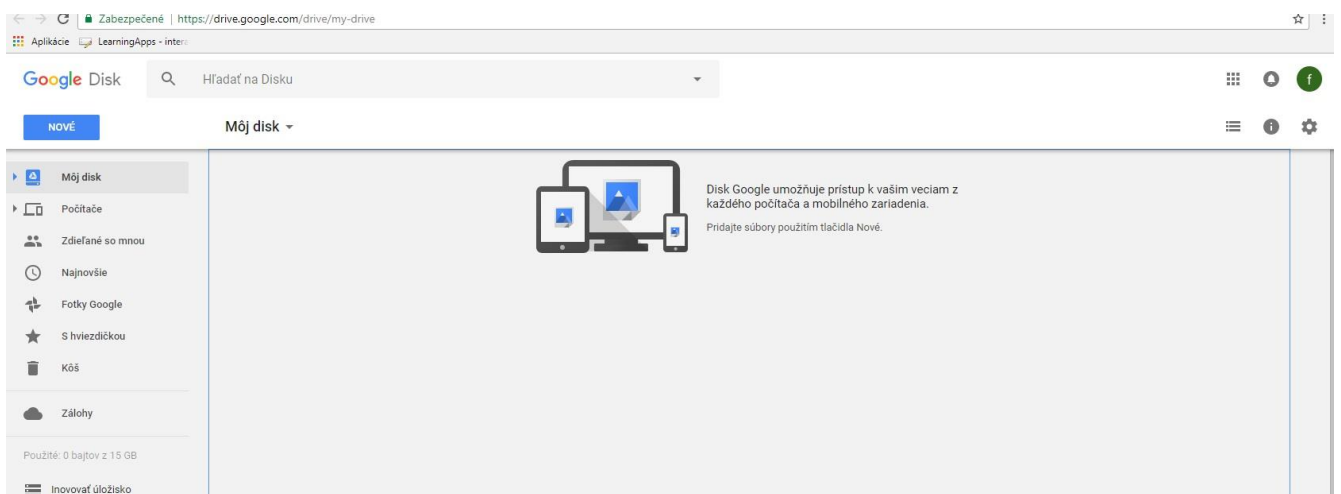 Zabezpečené | https://drive.google.com/drive/my-drive
Aplikácie LearningApps - inter
Google Disk
Hľadať na Disku
f
NOVÉ
Môj disk
Môj disk
Počítače
Zdieľané so mnou
Najnovšie
Fotky Google
S hviezdičkou
Kôš
Zálohy
Použité: 0 bajtov z 15 GB
Inovovať úložisko
Disk Google umožňuje prístup k vašim veciam z
každého počítača a mobilného zariadenia.
Pridajte súbory použitím tlačidla Nové.